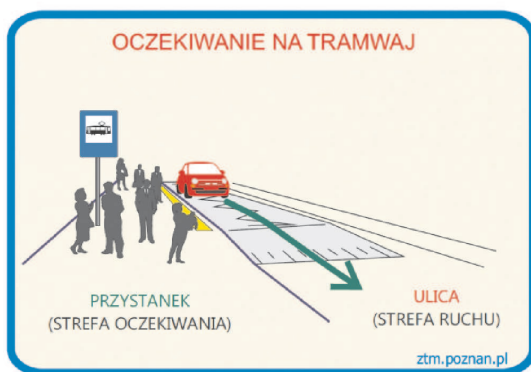 OCZEKIWANIE NA TRAMWAJ
PRZYSTANEK
(STREFA OCZEKIWANIA)
ULICA
(STREFA RUCHU)
ztm.poznan.pl